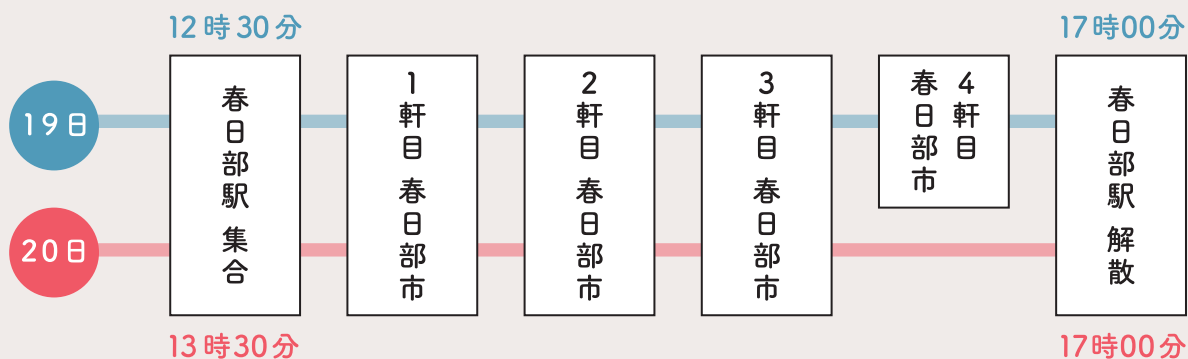 12時30分
17時00分
19日
20日
春日部駅 集合
1軒目 春日部市
2軒目 春日部市
3軒目 春日部市
4軒目
春日部市
春日部駅 解散
13時30分
17時00分